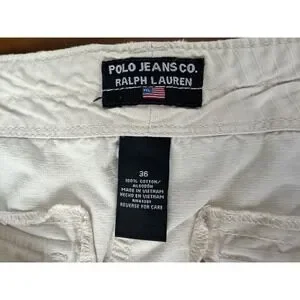 POLO JEANS CO.
RALPH LAUREN
36
100% COTTON/
ALGODON
MADE IN VIETNAM
HECHO EN VIETNAM
REVERSE FOR CARE